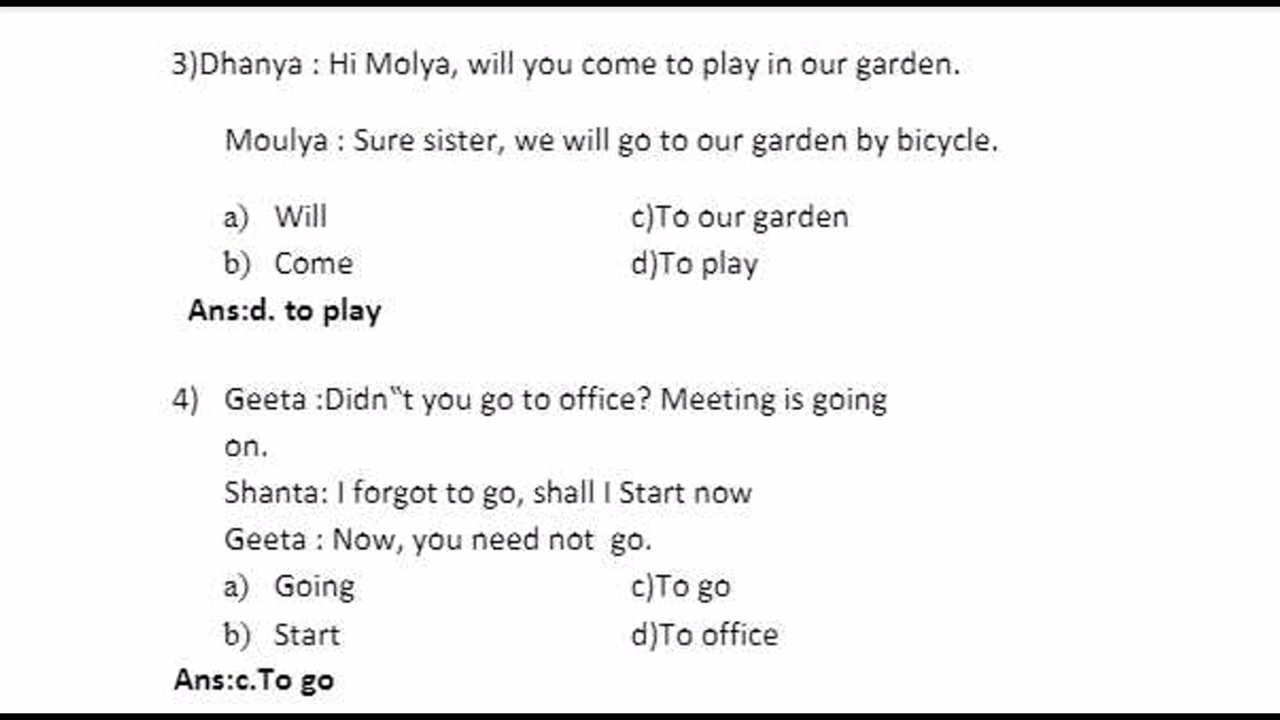 3)Dhanya : Hi Molya, will you come to play in our garden.
Moulya : Sure sister, we will go to our garden by bicycle.
a) Will c)To our garden
b) Come d)To play
Ans:d. to play
4) Geeta :Didn‟t you go to office? Meeting is going
on.
Shanta: I forgot to go, shall I Start now
Geeta : Now, you need not go.
a) Going c)To go
b) Start d)To office
Ans:c.To go